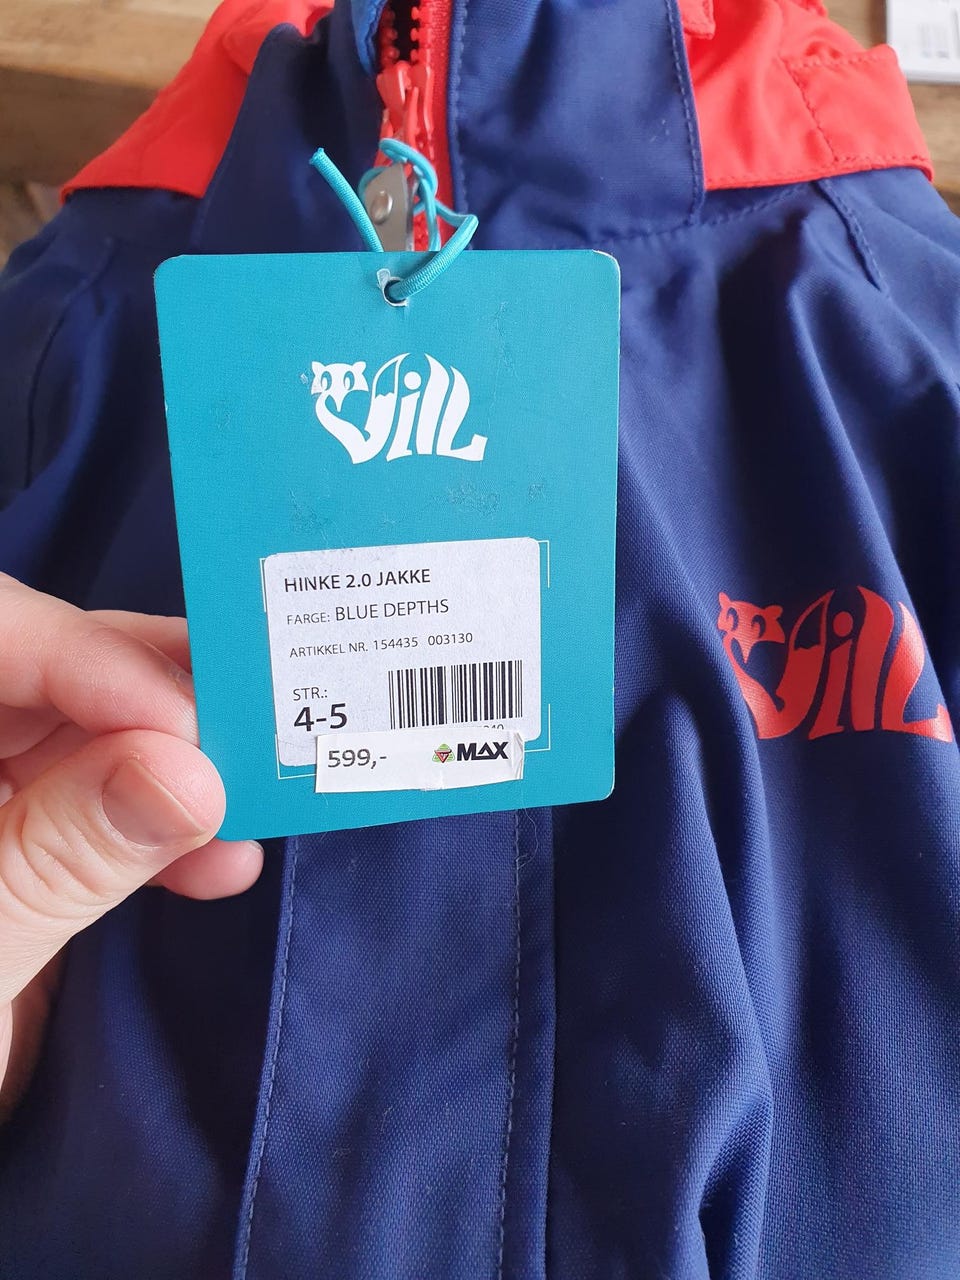 Vill
HINKE 2.0 JAKKE
FARGE: BLUE DEPTHS
ARTIKKEL NR. 154435 003130
STR.:
4-5
599,- MAX
Vill